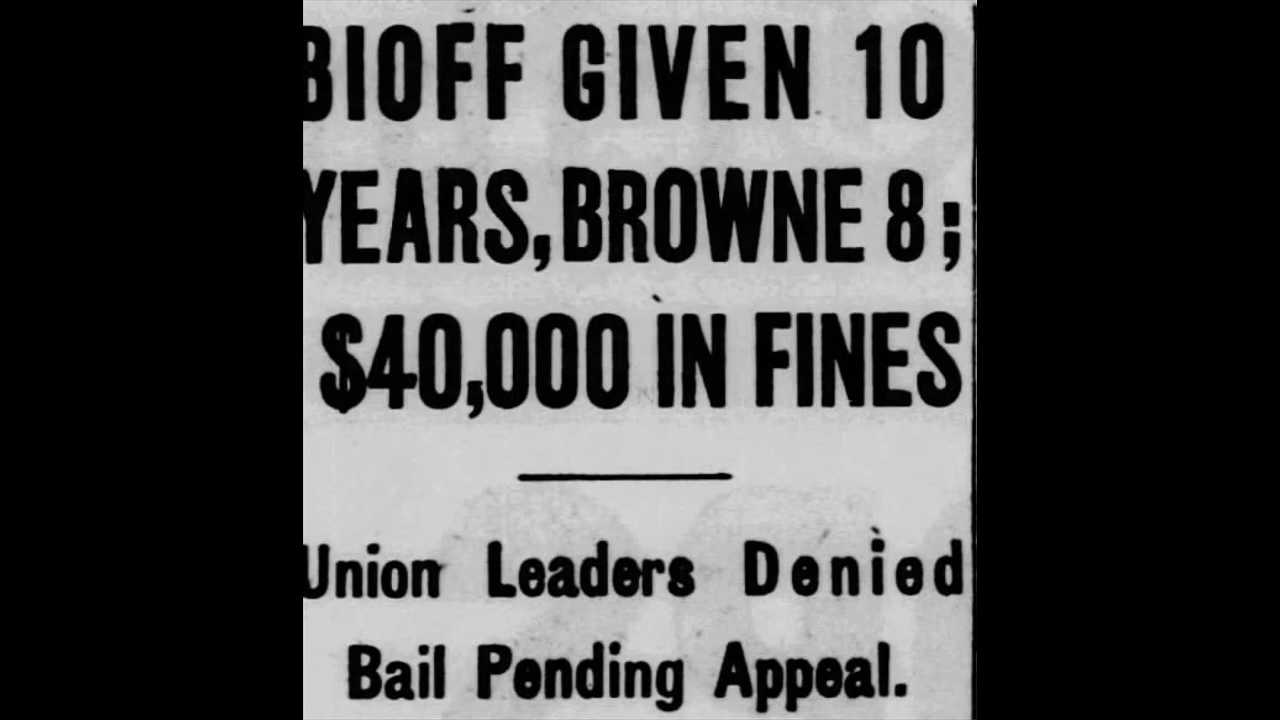 BIOFF GIVEN 10
YEARS, BROWNE 8;
$40,000 IN FINES
Union Leaders Denied
Bail Pending Appeal.